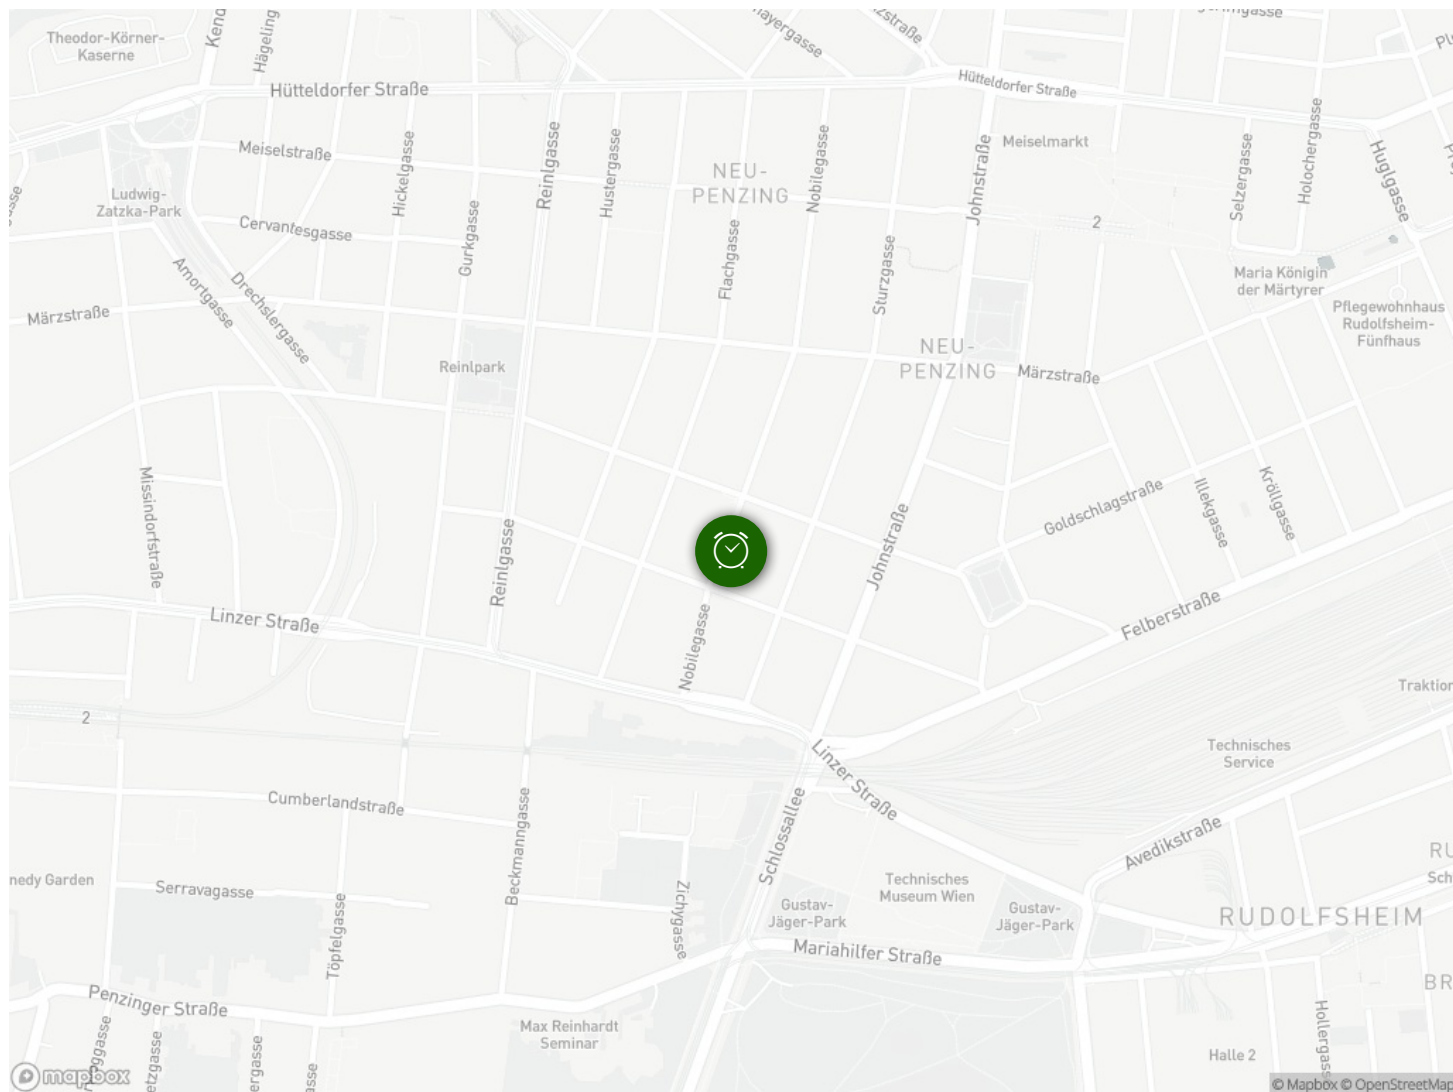 Theodor-Körner-
Kaserne
Hägeling
Hütteldorfer Straße
Hütteldorfer Straße
Meiselstraße
Hickelgasse
Reinlgasse
Hustergasse
NEU-
PENZING
Nobilegasse
Johnstraße
Meiselmarkt
Selzergasse
Holochergasse
Huglgasse
Ludwig-
Zatzka-Park
Cervantesgasse
Gurkgasse
Flachgasse
Sturzgasse
2
Maria Königin
der Märtyrer
Pflegewohnhaus
Rudolfsheim-
Fünfhaus
Amortgasse
Drechslergasse
Märzstraße
Reinlpark
NEU-
PENZING
Märzstraße
Missindorfstraße
Reinlgasse
Johnstraße
Goldschlagstraße
Illekgasse
Kröllgasse
Linzer Straße
Nobilegasse
Felberstraße
2
Traktion
Technisches
Service
Linzer Straße
Cumberlandstraße
Beckmanngasse
Schlossallee
Avedikstraße
nedy Garden
Serravagasse
Töpfelgasse
Zichygasse
Technisches
Museum Wien
Gustav-
Jäger-Park
Gustav-
Jäger-Park
RU
Sch
RUDOLFSHEIM
Mariahilfer Straße
Penzinger Straße
Max Reinhardt
Seminar
BR
Hollergasse
Halle 2
mapbox
© Mapbox © OpenStreetMap